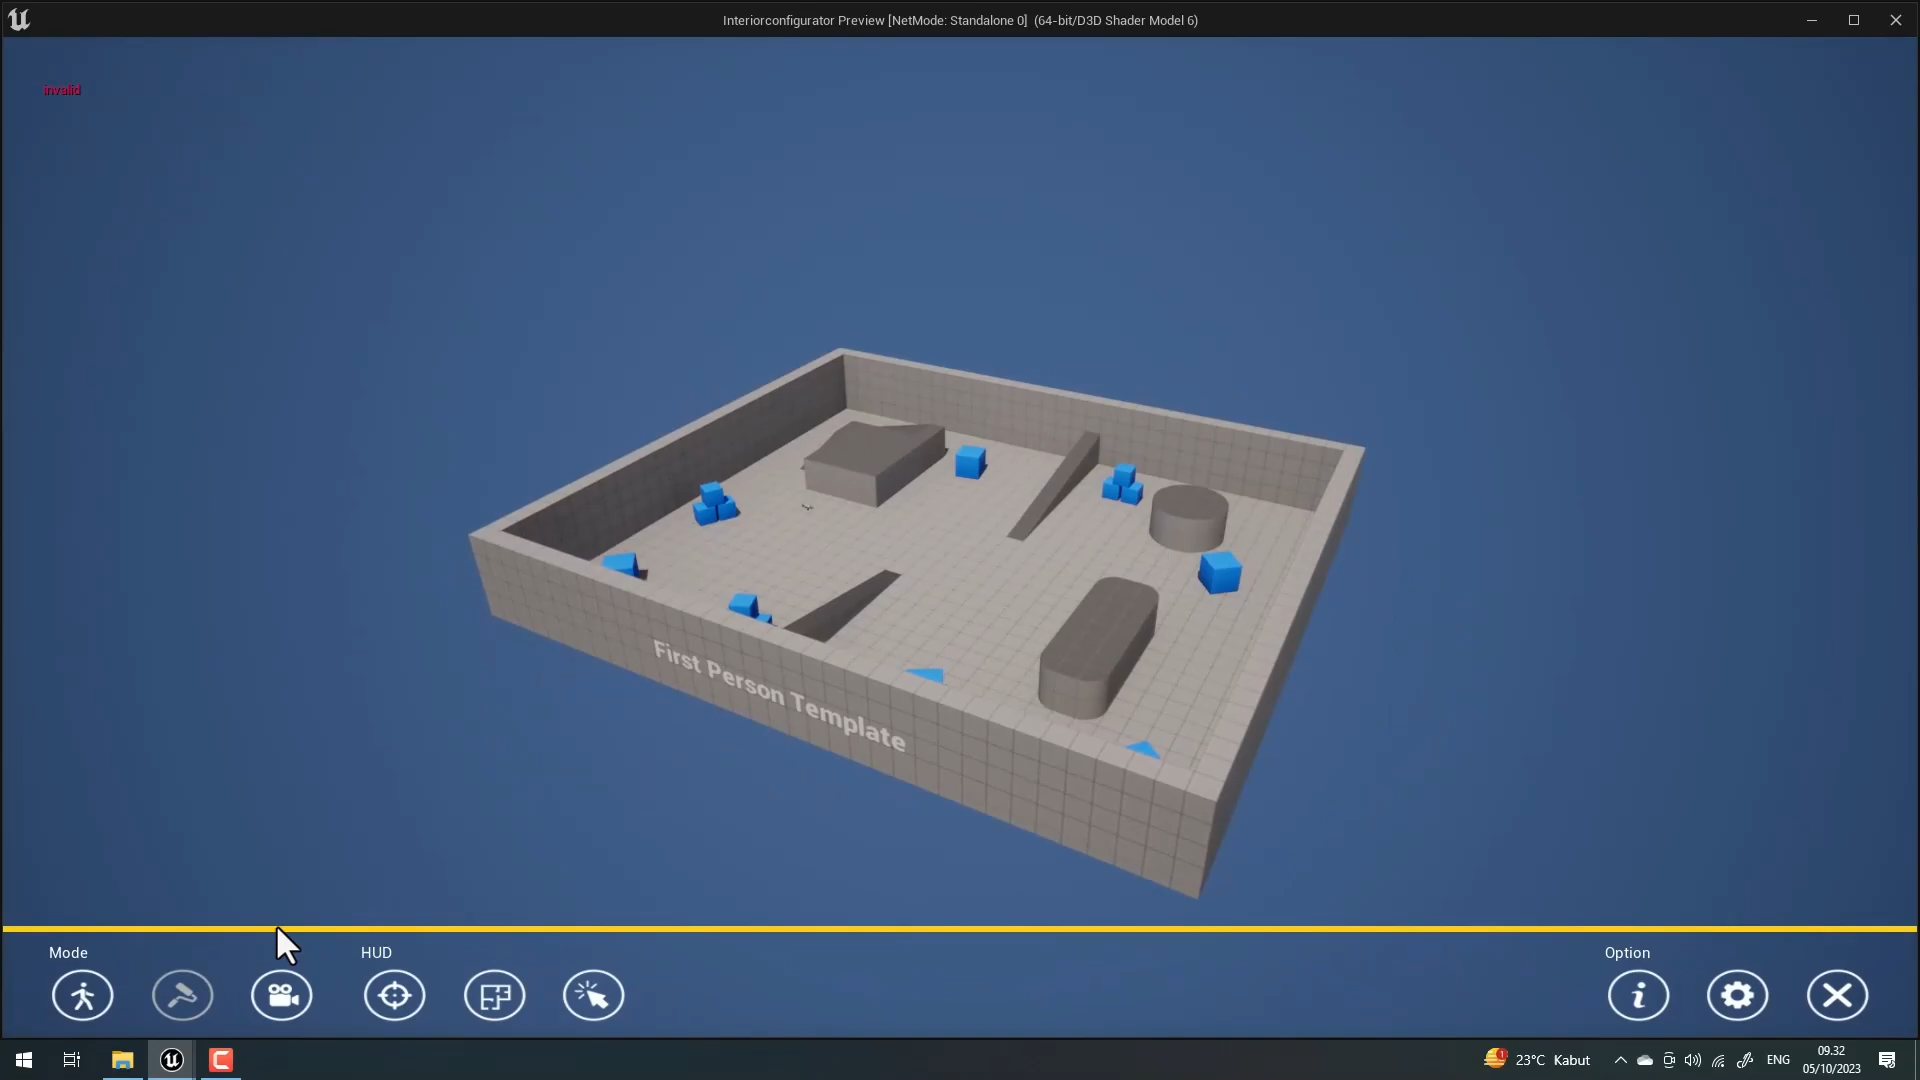 Interiorconfigurator Preview [NetMode: Standalone 0] (64-bit/D3D Shader Model 6)
invalid
First Person Template
Mode
HUD
Option
23°C Kabut
ENG
09.32
05/10/2023